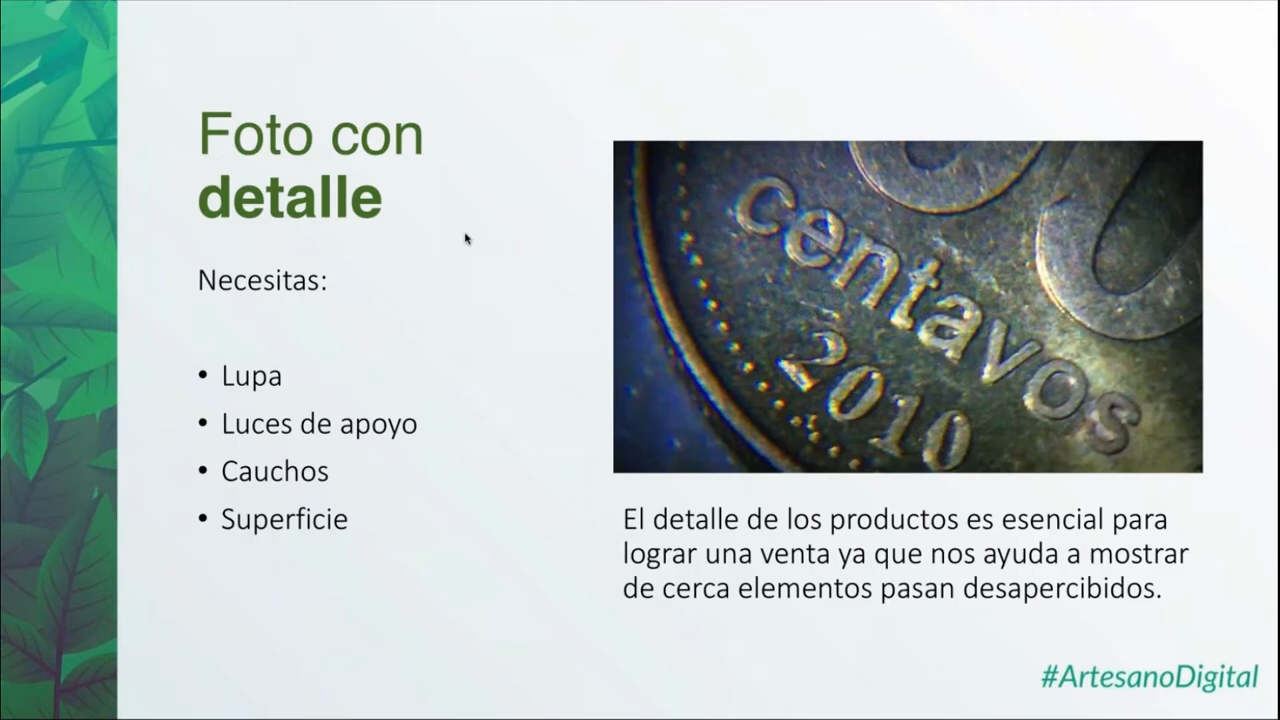 Foto con
detalle
Necesitas:
• Lupa
• Luces de apoyo
• Cauchos
• Superficie
centavos
2010
El detalle de los productos es esencial para
lograr una venta ya que nos ayuda a mostrar
de cerca elementos pasan desapercibidos.
#ArtesanoDigital